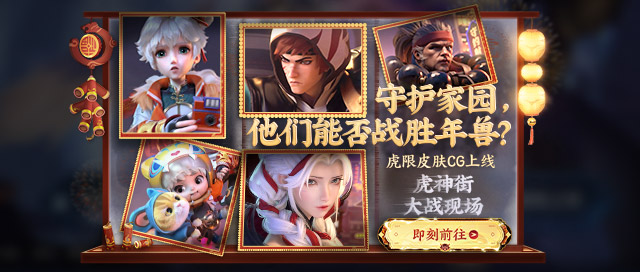 守护家园，
他们能否战胜年兽？
虎限皮肤CG上线
虎神街
大战现场
即刻前往